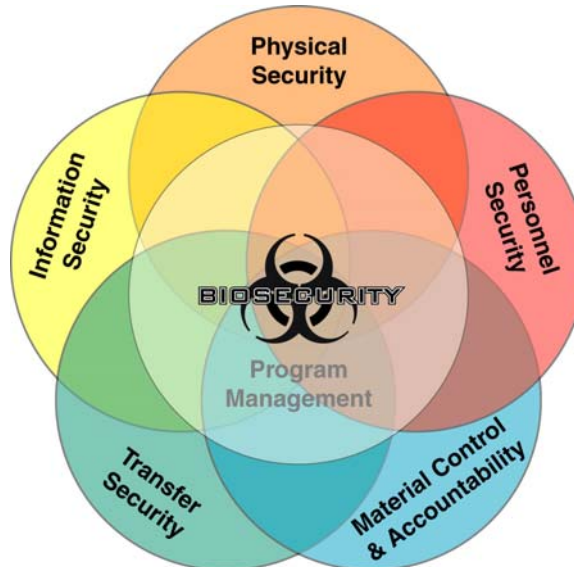 Physical
Security
Information
Security
Personnel
Security
BIOSECURITY
Program
Management
Transfer
Security
Material Control
& Accountability